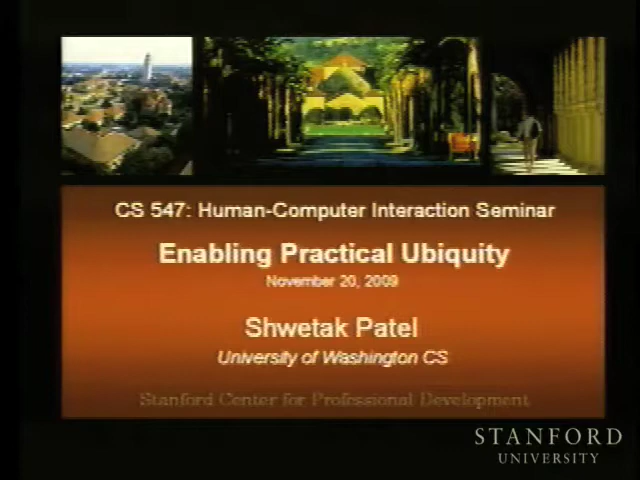 CS 547: Human-Computer Interaction Seminar
Enabling Practical Ubiquity
November 20, 2009
Shwetak Patel
University of Washington CS
Stanford Center for Professional Development
STANFORD
UNIVERSITY